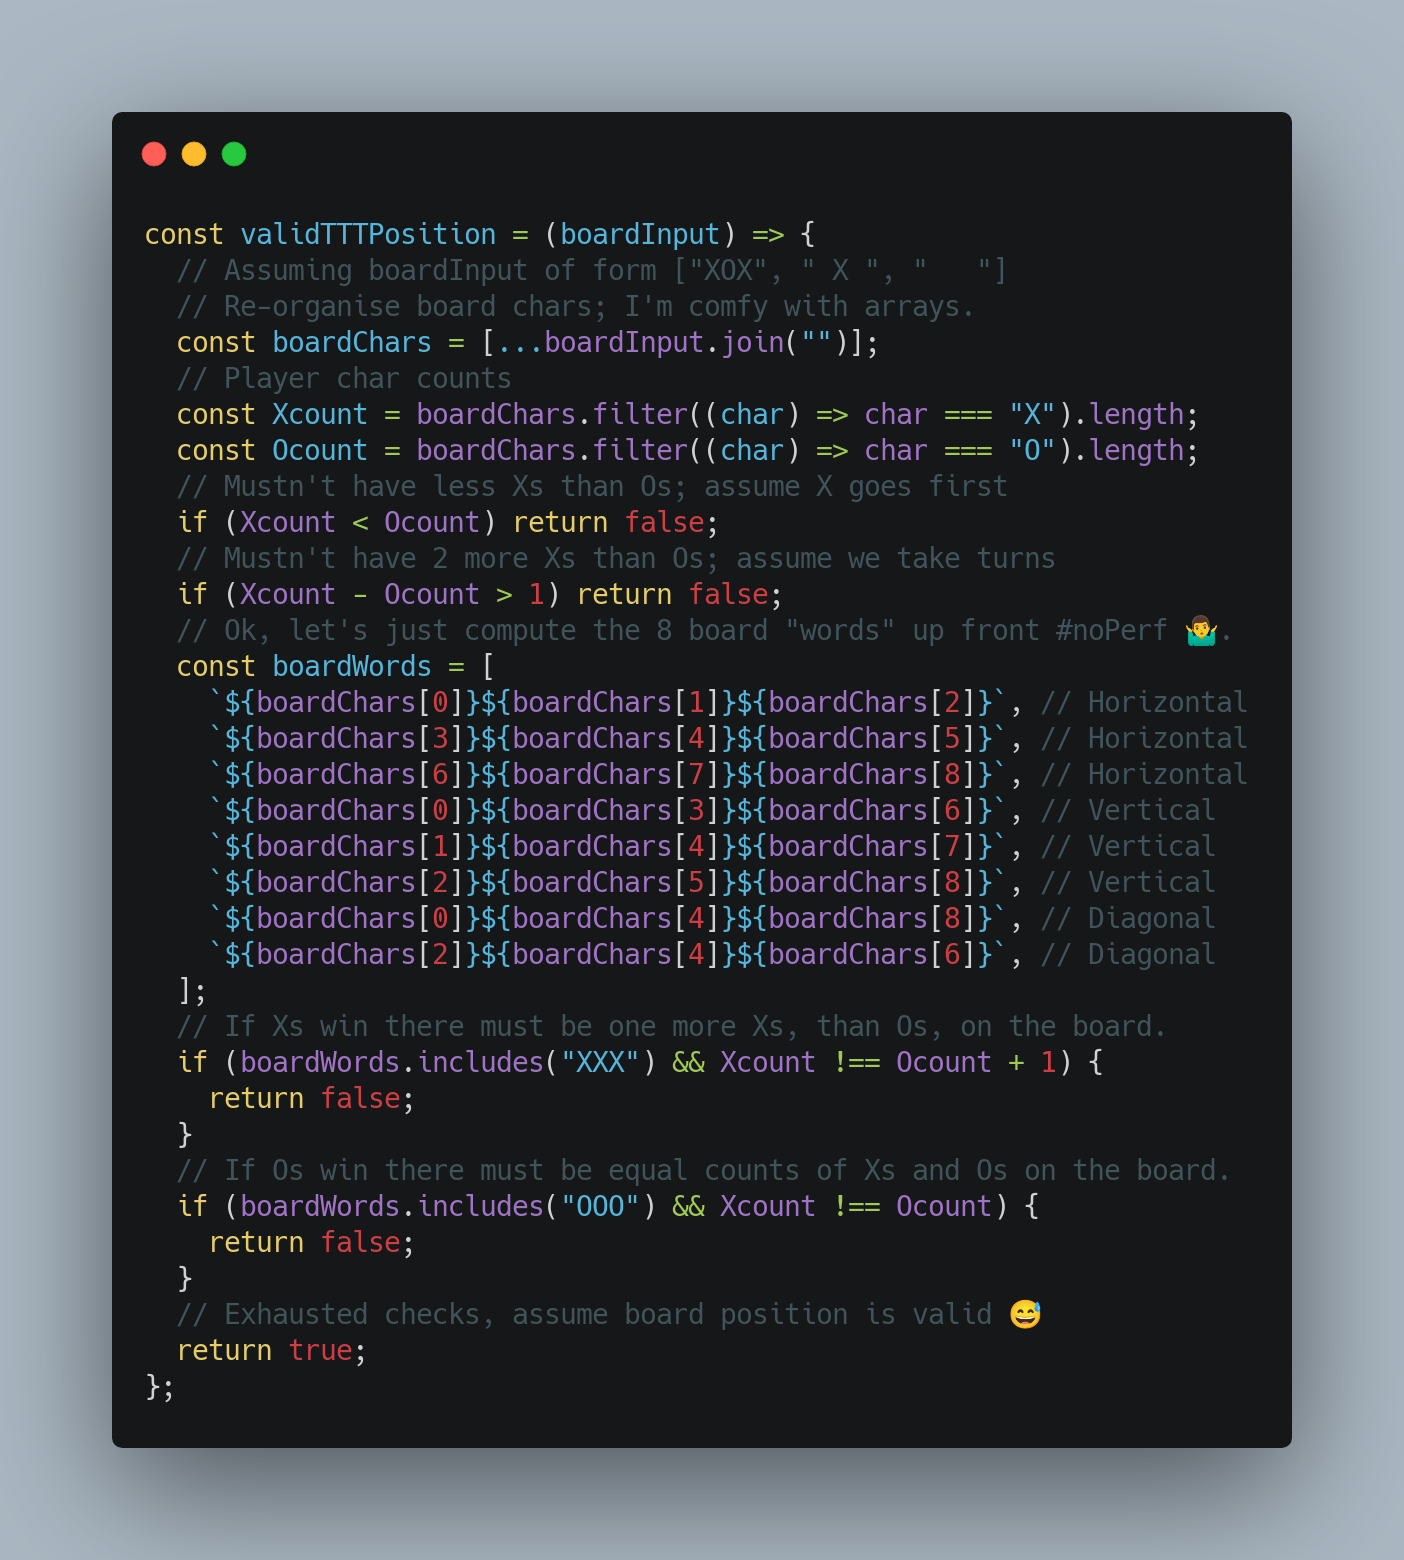 const validTTTPosition = (boardInput) => {
  // Assuming boardInput of form ["XOX", " X ", "   "]
  // Re-organise board chars; I'm comfy with arrays.
  const boardChars = [...boardInput.join("")];
  // Player char counts
  const Xcount = boardChars.filter((char) => char === "X").length;
  const Ocount = boardChars.filter((char) => char === "O").length;
  // Mustn't have less Xs than Os; assume X goes first
  if (Xcount < Ocount) return false;
  // Mustn't have 2 more Xs than Os; assume we take turns
  if (Xcount - Ocount > 1) return false;
  // Ok, let's just compute the 8 board "words" up front #noPerf 🤷‍♂️.
  const boardWords = [
    `${boardChars[0]}${boardChars[1]}${boardChars[2]}`, // Horizontal
    `${boardChars[3]}${boardChars[4]}${boardChars[5]}`, // Horizontal
    `${boardChars[6]}${boardChars[7]}${boardChars[8]}`, // Horizontal
    `${boardChars[0]}${boardChars[3]}${boardChars[6]}`, // Vertical
    `${boardChars[1]}${boardChars[4]}${boardChars[7]}`, // Vertical
    `${boardChars[2]}${boardChars[5]}${boardChars[8]}`, // Vertical
    `${boardChars[0]}${boardChars[4]}${boardChars[8]}`, // Diagonal
    `${boardChars[2]}${boardChars[4]}${boardChars[6]}`, // Diagonal
  ];
  // If Xs win there must be one more Xs, than Os, on the board.
  if (boardWords.includes("XXX") && Xcount !== Ocount + 1) {
    return false;
  }
  // If Os win there must be equal counts of Xs and Os on the board.
  if (boardWords.includes("OOO") && Xcount !== Ocount) {
    return false;
  }
  // Exhausted checks, assume board position is valid 😅
  return true;
};